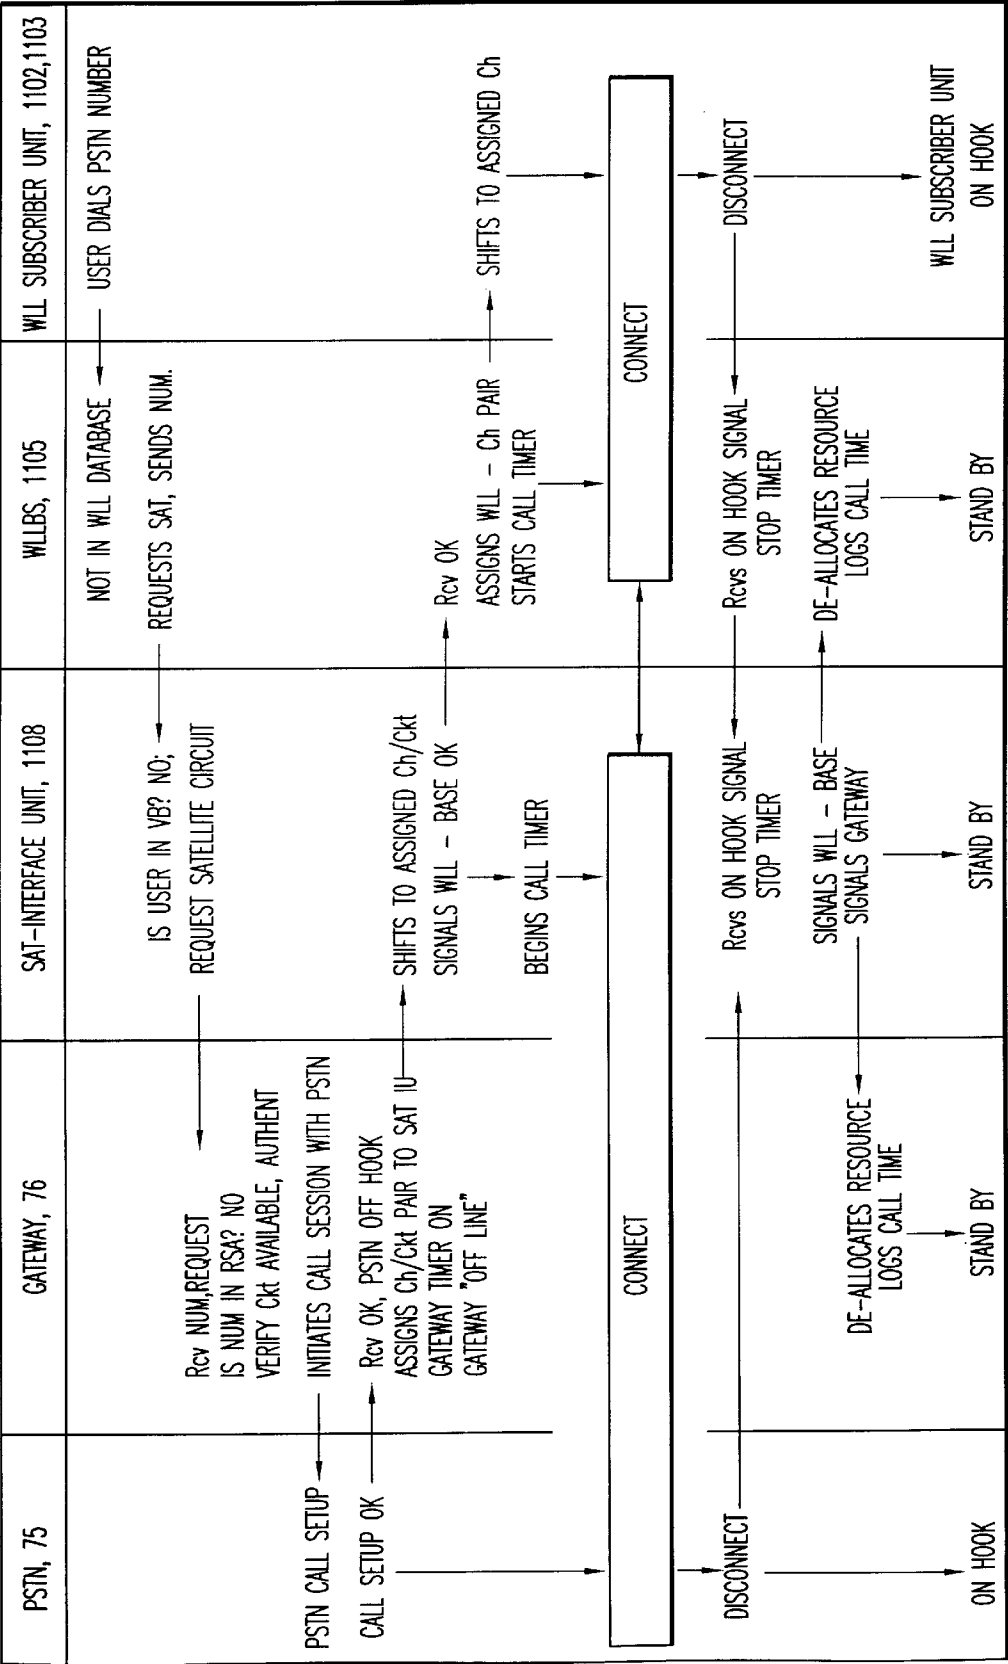 PSTN, 75
GATEWAY, 76
SAT-INTERFACE UNIT, 1108
WLLBS, 1105
WLL SUBSCRIBER UNIT, 1102,1103
USER DIALS PSTN NUMBER
NOT IN WLL DATABASE
REQUESTS SAT, SENDS NUM.
IS USER IN VB? NO;
REQUEST SATELLITE CIRCUIT
Rcv NUM,REQUEST
IS NUM IN RSA? NO
VERIFY Ckt AVAILABLE, AUTHENT
INITIATES CALL SESSION WITH PSTN
PSTN CALL SETUP
CALL SETUP OK
Rcv OK, PSTN OFF HOOK
ASSIGNS Ch/Ckt PAIR TO SAT IU
GATEWAY TIMER ON
GATEWAY "OFF LINE"
SHIFTS TO ASSIGNED Ch/Ckt
SIGNALS WLL - BASE OK
BEGINS CALL TIMER
Rcv OK
ASSIGNS WLL - Ch PAIR
STARTS CALL TIMER
SHIFTS TO ASSIGNED Ch
CONNECT
CONNECT
DISCONNECT
Rcvs ON HOOK SIGNAL
STOP TIMER
Rcvs ON HOOK SIGNAL
STOP TIMER
DISCONNECT
SIGNALS WLL - BASE
SIGNALS GATEWAY
DE-ALLOCATES RESOURCE
LOGS CALL TIME
DE-ALLOCATES RESOURCE
LOGS CALL TIME
ON HOOK
STAND BY
STAND BY
STAND BY
WLL SUBSCRIBER UNIT
ON HOOK